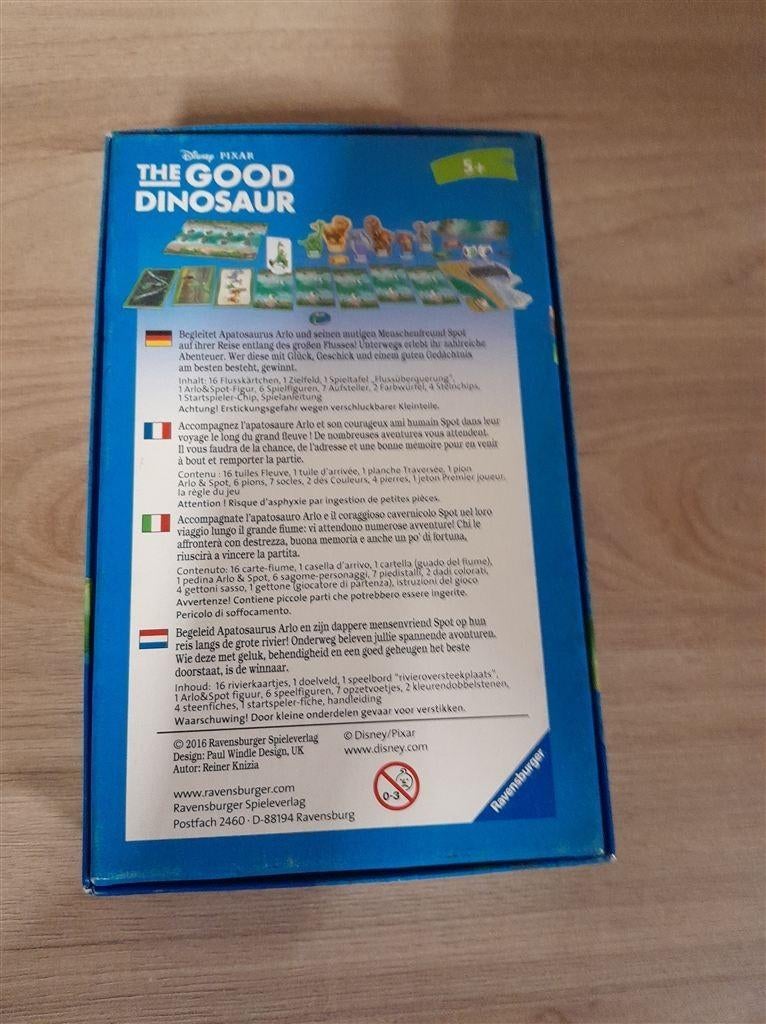 Disney PIXAR
THE GOOD
DINOSAUR
5+
Begleitet Apatosaurus Arlo und seinen mutigen Menschenfreund Spot
auf ihrer Reise entlang des großen Flusses! Unterwegs erlebt ihr zahlreiche
Abenteuer. Wer diese mit Glück, Geschick und einem guten Gedächtnis
am besten besteht, gewinnt.
Inhalt: 16 Flusskärtchen, 1 Zielfeld, 1 Spieltafel „Flussüberquerung",
1 Arlo&Spot-Figur, 6 Spielfiguren, 7 Aufsteller, 2 Farbwürfel, 4 Steinchips,
1 Startspieler-Chip, Spielanleitung
Achtung! Erstickungsgefahr wegen verschluckbarer Kleinteile.
Accompagnez l'apatosaure Arlo et son courageux ami humain Spot dans leur
voyage le long du grand fleuve ! De nombreuses aventures vous attendent.
Il vous faudra de la chance, de l'adresse et une bonne mémoire pour en venir
à bout et remporter la partie.
Contenu : 16 tuiles Fleuve, 1 tuile d'arrivée, 1 planche Traversée, 1 pion
Arlo & Spot, 6 pions, 7 socles, 2 dés Couleurs, 4 pierres, 1 jeton Premier joueur,
la règle du jeu
Attention ! Risque d'asphyxie par ingestion de petites pièces.
Accompagnate l'apatosauro Arlo e il coraggioso cavernicolo Spot nel loro
viaggio lungo il grande fiume: vi attendono numerose avventure! Chi le
affronterà con destrezza, buona memoria e anche un po' di fortuna,
riuscirà a vincere la partita.
Contenuto: 16 carte-fiume, 1 casella d'arrivo, 1 cartella (guado del fiume),
1 pedina Arlo & Spot, 6 sagome-personaggi, 7 piedistalli, 2 dadi colorati,
4 gettoni sasso, 1 gettone (giocatore di partenza), istruzioni del gioco
Avvertenze! Contiene piccole parti che potrebbero essere ingerite.
Pericolo di soffocamento.
Begeleid Apatosaurus Arlo en zijn dappere mensenvriend Spot op hun
reis langs de grote rivier! Onderweg beleven jullie spannende avonturen.
Wie deze met geluk, behendigheid en een goed geheugen het beste
doorstaat, is de winnaar.
Inhoud: 16 rivierkaartjes, 1 doelveld, 1 speelbord "rivieroversteekplaats",
1 Arlo&Spot figuur, 6 speelfiguren, 7 opzetvoetjes, 2 kleurendobbelstenen,
4 steenfiches, 1 startspeler-fiche, handleiding
Waarschuwing! Door kleine onderdelen gevaar voor verstikken.
© 2016 Ravensburger Spieleverlag
Design: Paul Windle Design, UK
Autor: Reiner Knizia
© Disney/Pixar
www.disney.com
www.ravensburger.com
Ravensburger Spieleverlag
Postfach 2460 · D-88194 Ravensburg
0-3
Ravensburger